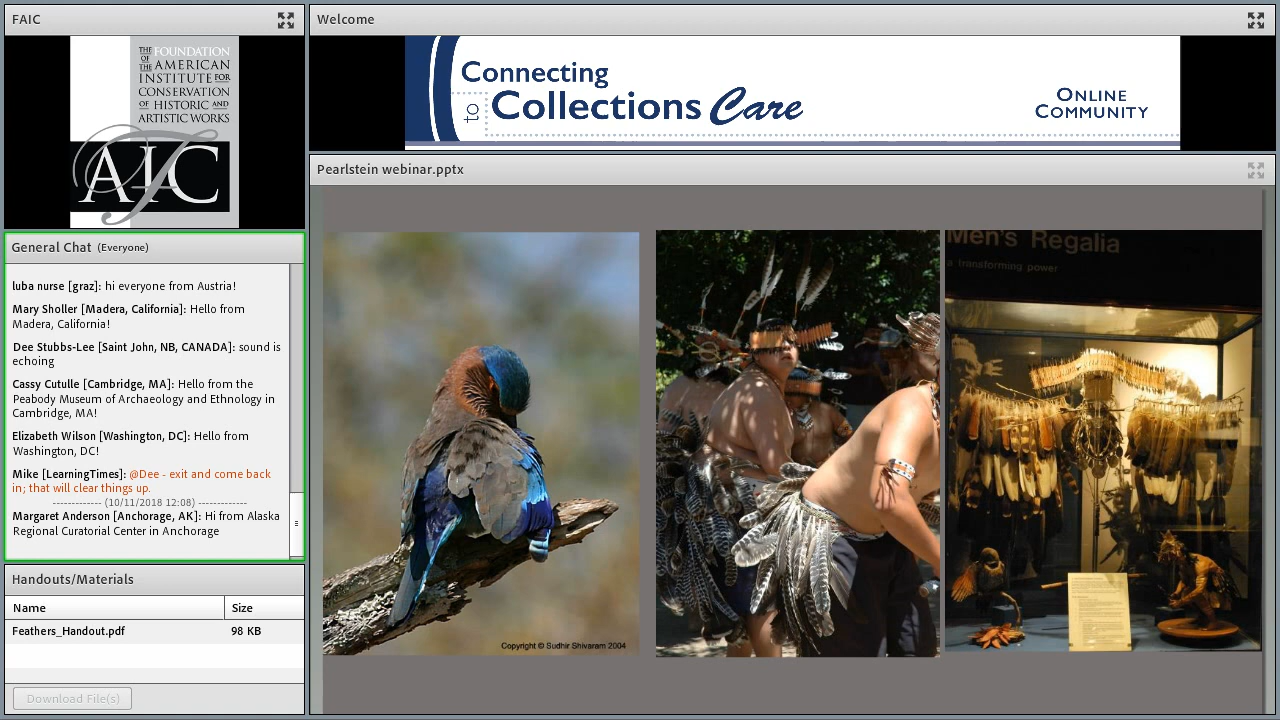 FAIC
THE FOUNDATION
OF THE AMERICAN
INSTITUTE FOR
CONSERVATION
OF HISTORIC AND
ARTISTIC WORKS
FAIC
General Chat (Everyone)
luba nurse [graz]: hi everyone from Austria!
Mary Sholler [Madera, California]: Hello from
Madera, California!
Dee Stubbs-Lee [Saint John, NB, CANADA]: sound is
echoing
Cassy Cutulle [Cambridge, MA]: Hello from the
Peabody Museum of Archaeology and Ethnology in
Cambridge, MA!
Elizabeth Wilson [Washington, DC]: Hello from
Washington, DC!
Mike [LearningTimes]: @Dee - exit and come back
in; that will clear things up.
------------ (10/11/2018 12:08) ------------
Margaret Anderson [Anchorage, AK]: Hi from Alaska
Regional Curatorial Center in Anchorage
Handouts/Materials
Name Size
Feathers_Handout.pdf 98 KB
Download File(s)
Welcome
Connecting
to Collections Care
ONLINE
COMMUNITY
Pearlstein webinar.pptx
Copyright © Sudhir Shivaram 2004
Men's Regalia
a transforming power